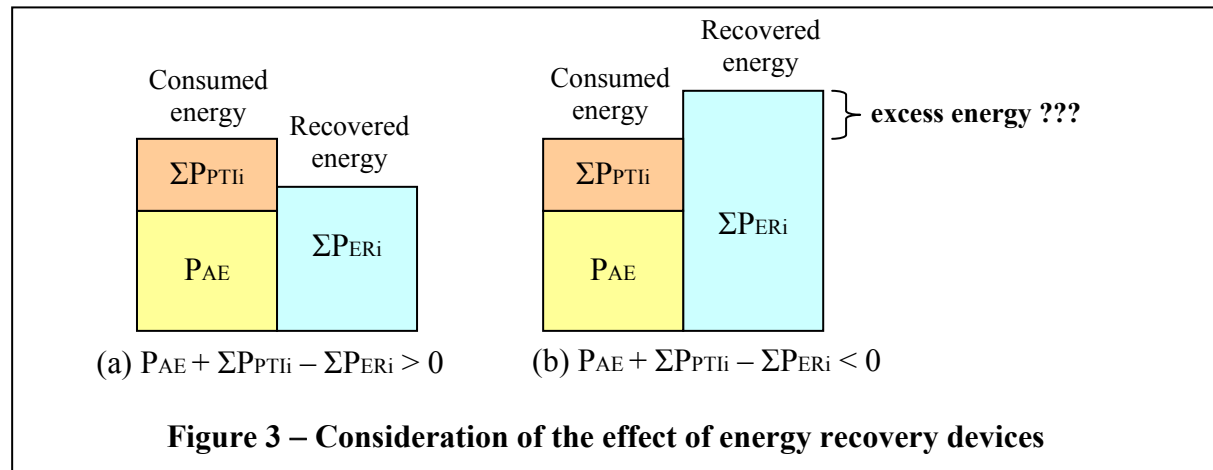 Consumed
energy
Recovered
energy
ΣPPTIi
PAE
ΣPERi
(a) PAE + ΣPPTIi – ΣPERi > 0
Recovered
energy
Consumed
energy
excess energy ???
ΣPPTIi
ΣPERi
PAE
(b) PAE + ΣPPTIi – ΣPERi < 0
Figure 3 – Consideration of the effect of energy recovery devices